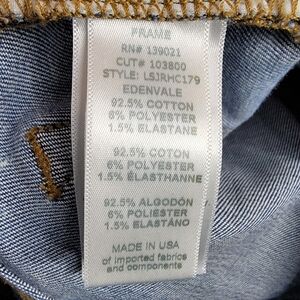 FRAME
RN# 139021
CUT# 103800
STYLE: LSJRHC179
EDENVALE
92.5% COTTON
6% POLYESTER
1.5% ELASTANE
92.5% COTON
6% POLYESTER
1.5% ÉLASTHANNE
92.5% ALGODÓN
6% POLIESTER
1.5% ELASTANO
MADE IN USA
of imported fabrics
and components